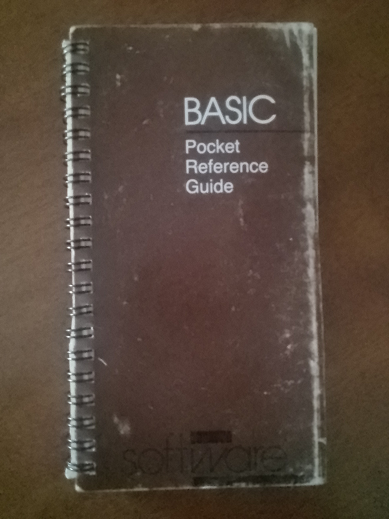 BASIC
Pocket
Reference
Guide
software